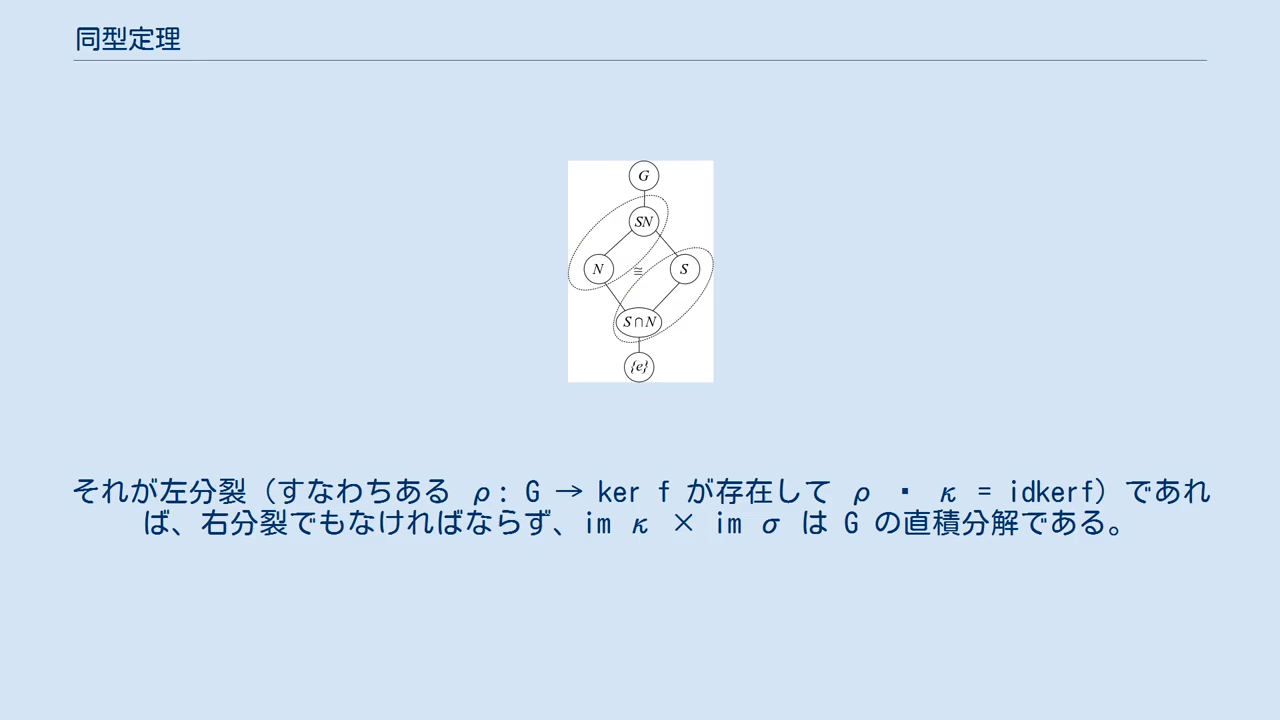 同型定理
G
SN
N
≅
S
S∩N
{e}
それが左分裂（すなわちある ρ: G → ker f が存在して ρ · κ = idkerf）であれ
ば、右分裂でもなければならず、im κ × im σ は G の直積分解である。